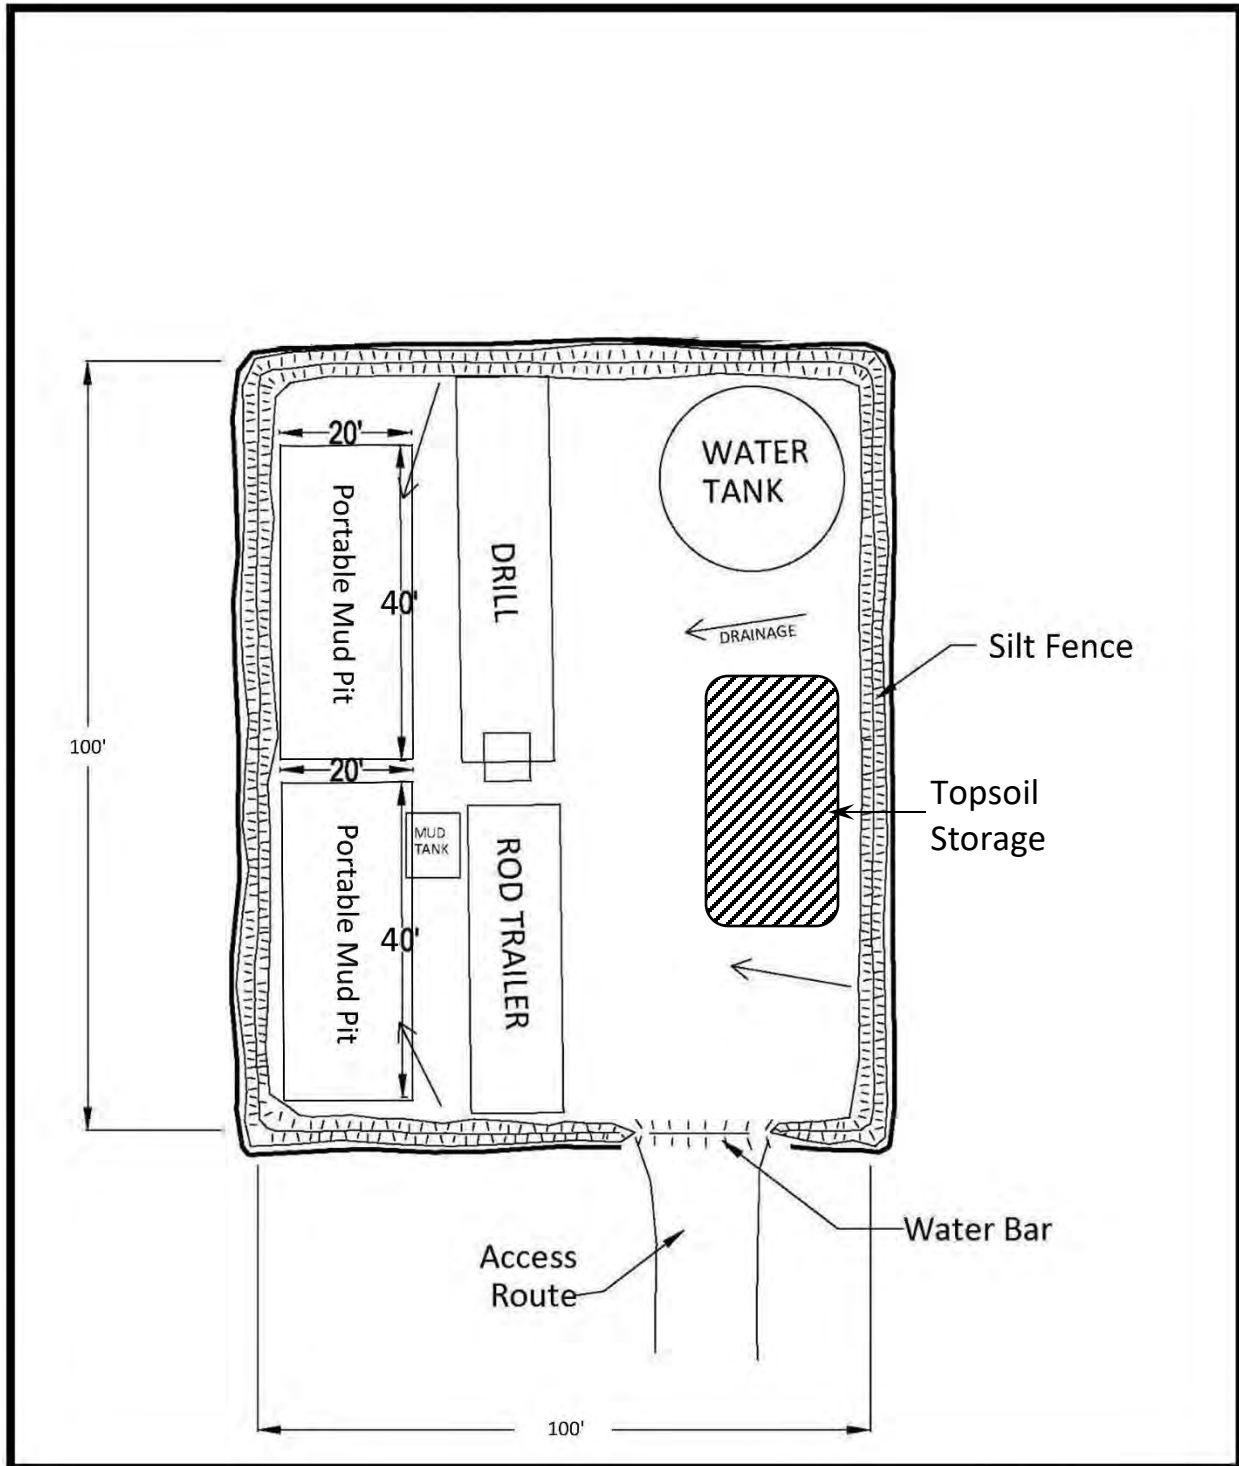 20'
WATER
TANK
Portable Mud Pit
DRILL
40'
DRAINAGE
Silt Fence
100'
20'
Topsoil
Storage
MUD
TANK
Portable Mud Pit
ROD TRAILER
40'
Water Bar
Access
Route
100'